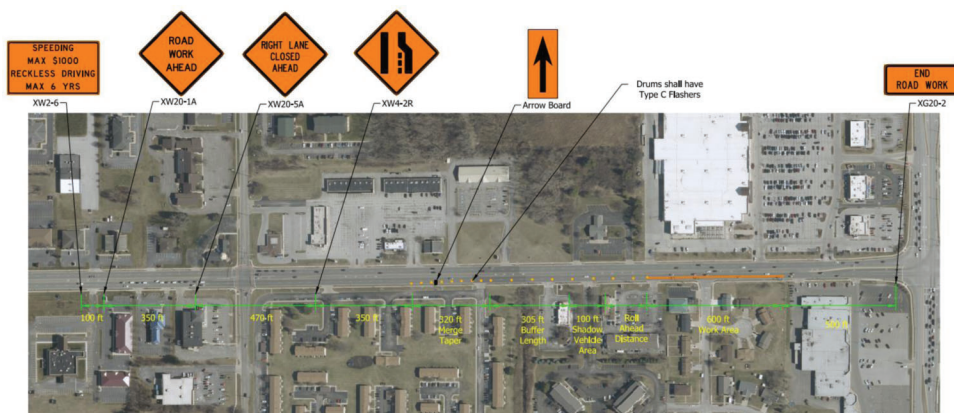 SPEEDING
MAX $1000
RECKLESS DRIVING
MAX 6 YRS
XW2-6
ROAD
WORK
AHEAD
XW20-1A
RIGHT LANE
CLOSED
AHEAD
XW20-5A
XW4-2R
Arrow Board
Drums shall have
Type C Flashers
END
ROAD WORK
XG20-2
100 ft
350 ft
470 ft
350 ft
320 ft
Merge
Taper
305 ft
Buffer
Length
100 ft
Shadow
Vehicle
Area
Roll
Ahead
Distance
600 ft
Work Area
500 ft